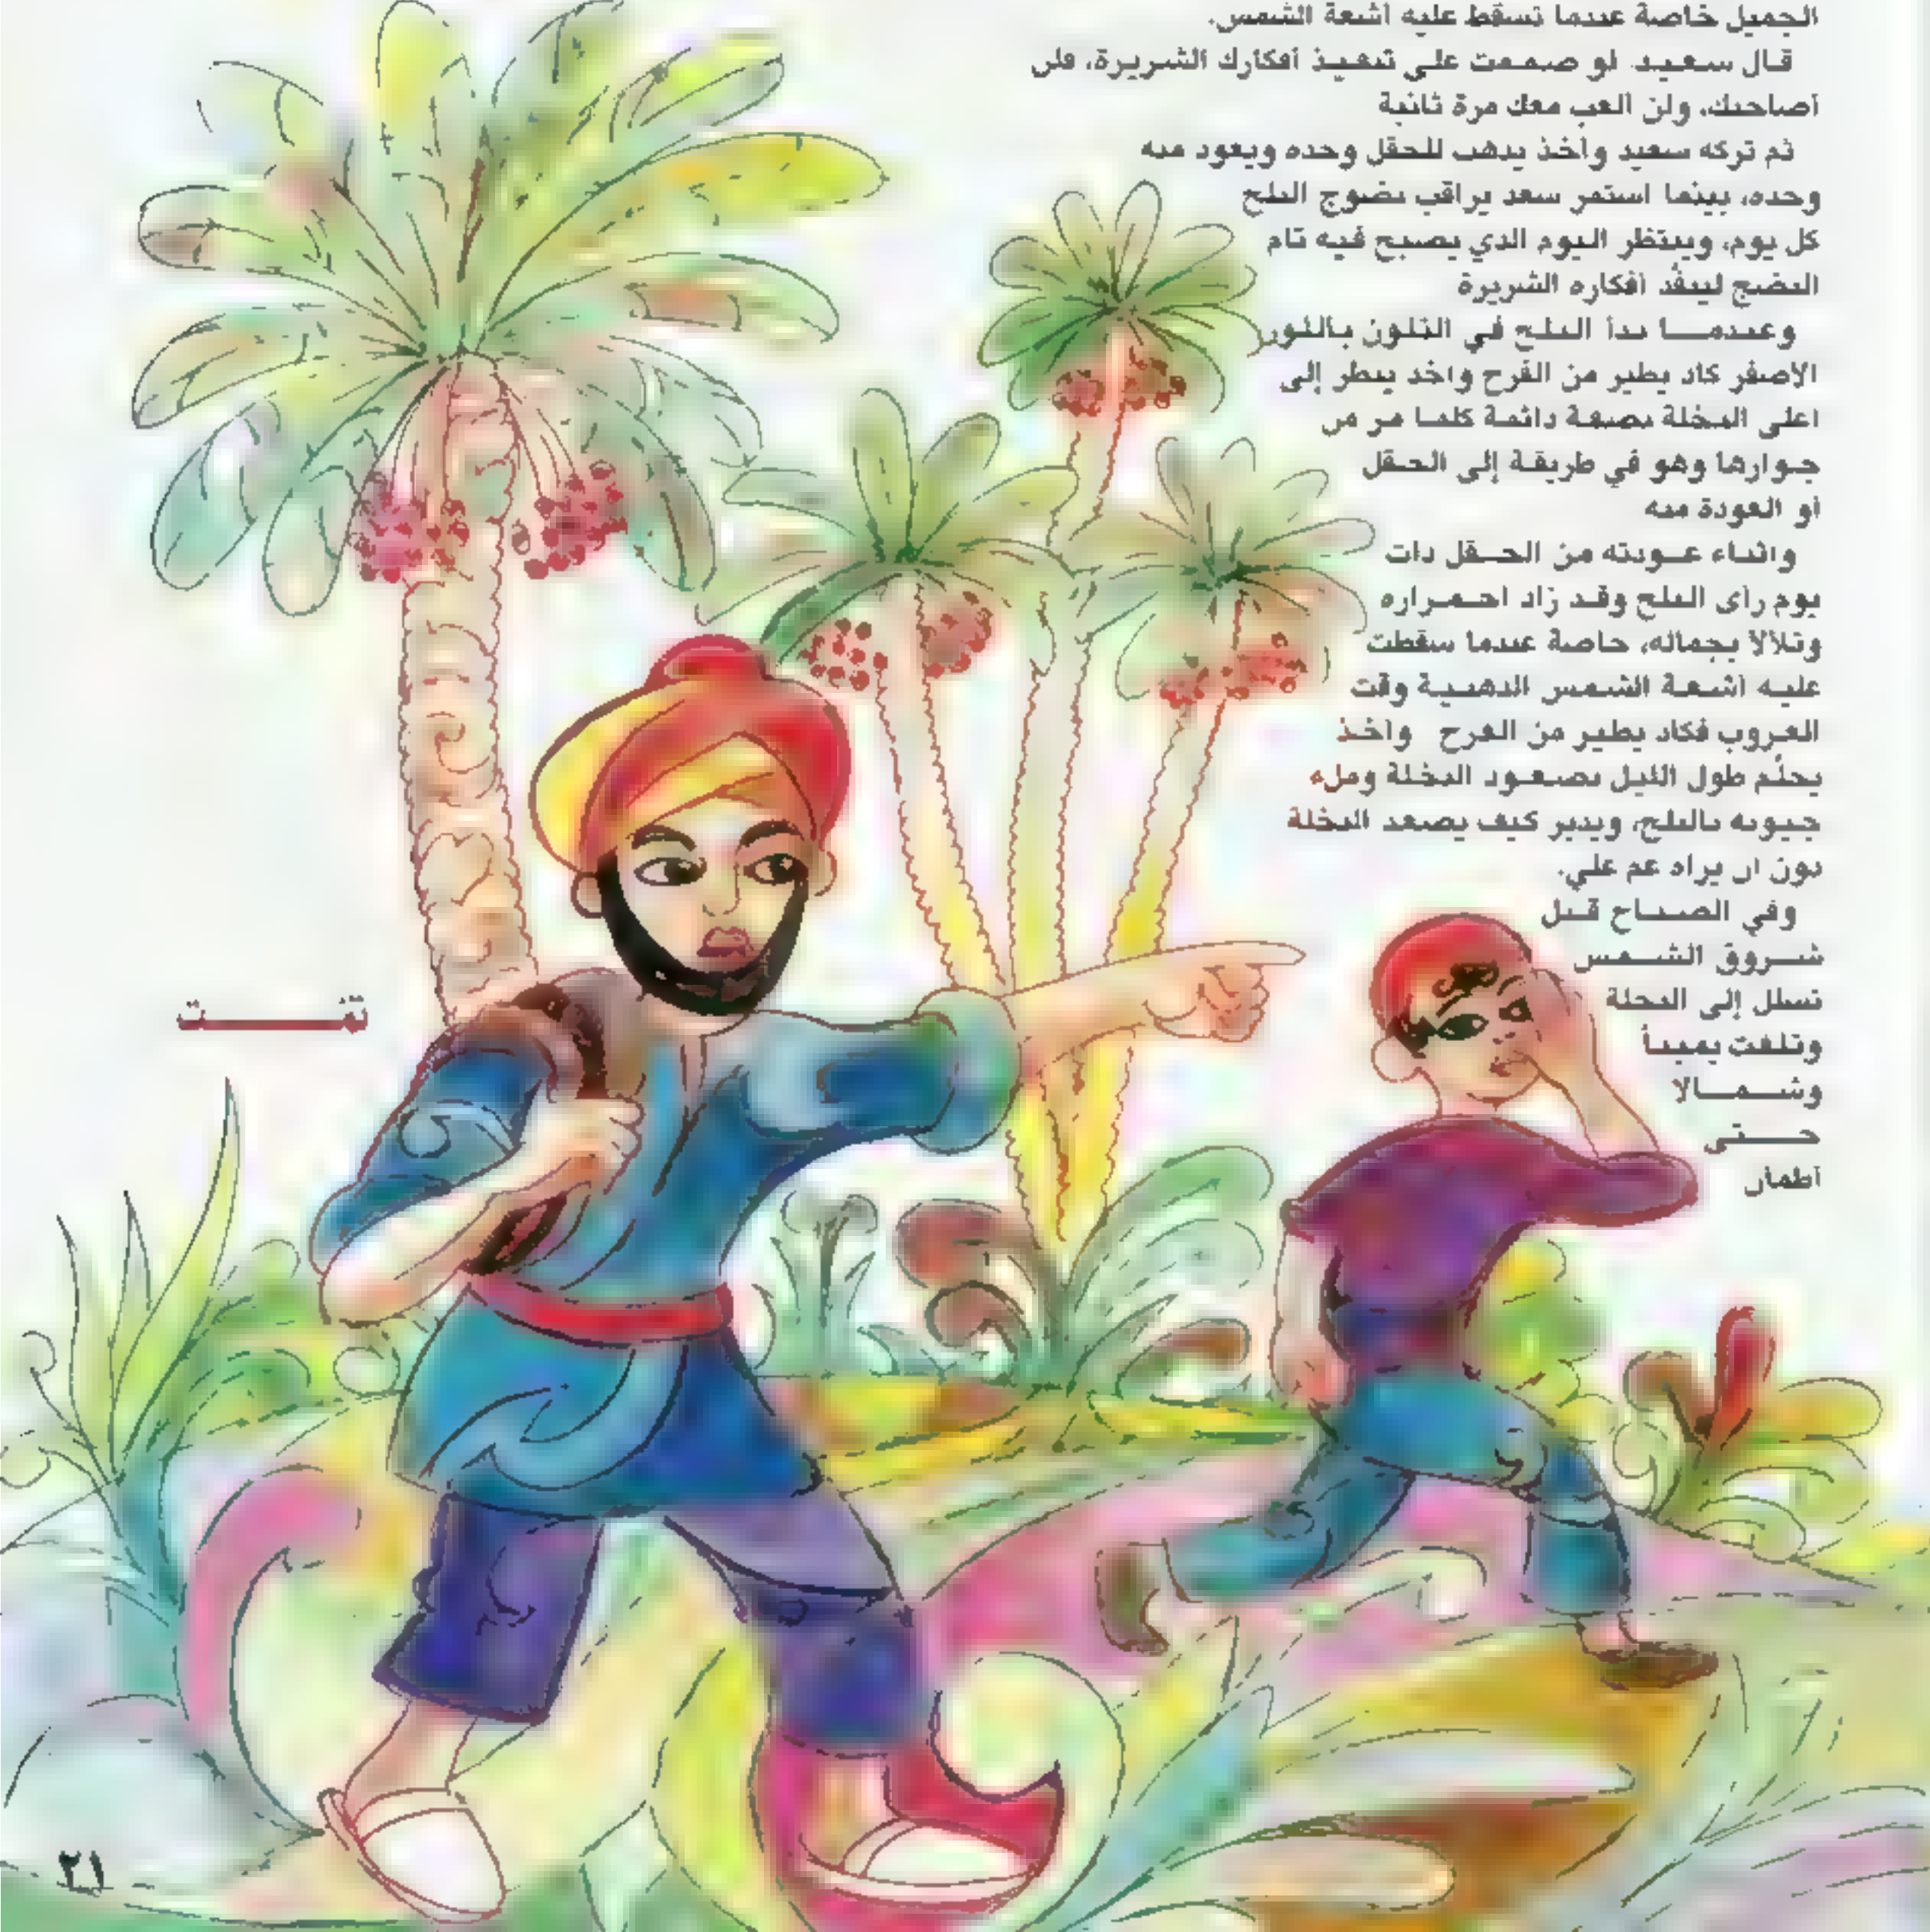 الجميل خاصة عندما تسقط عليه أشعة الشمس.
قال سعيد. لو صممت على تنفيذ أفكارك الشريرة، فلن
أصاحبك، ولن ألعب معك مرة ثانية
ثم تركه سعيد وأخذ يذهب للحقل وحده ويعود منه
وحده، بينما استمر سعد يراقب نضوج البلح
كل يوم، وينتظر اليوم الذي يصبح فيه تام
النضج لينفّذ أفكاره الشريرة
وعندمـــا بدأ البلح في التلون باللون
الأصفر كاد يطير من الفرح وأخذ ينظر إلى
أعلى النخلة بصفة دائمة كلما مر من
جوارها وهو في طريقة إلى الحقل
أو العودة منه
وأثناء عودته من الحقل ذات
يوم رأى البلح وقد زاد احمراره
وتلألأ بجماله، خاصة عندما سقطت
عليه أشعة الشمس الذهبية وقت
الغروب فكاد يطير من الفرح وأخذ
يحلم طول الليل بصعود النخلة وملء
جيوبه بالبلح، ويدبر كيف يصعد النخلة
دون أن يراه عم علي.
وفي الصباح قبل
شروق الشمس
تسلل إلى النخلة
وتلفت يميناً
وشمالا
حتى
أطمأن
تمت
٢١